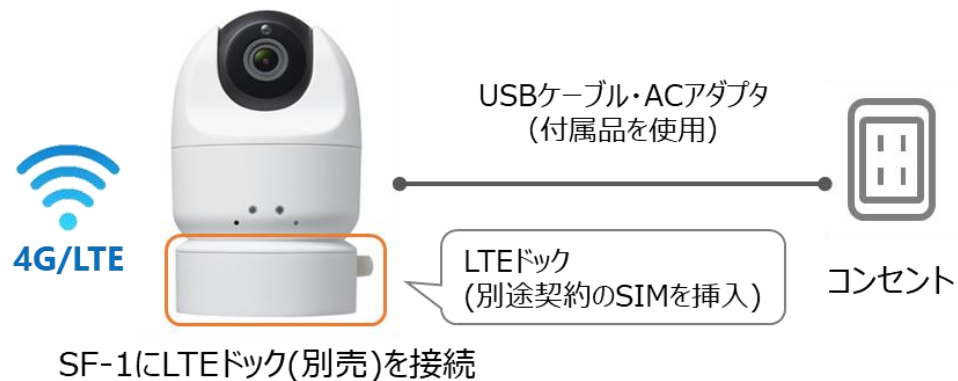 USBケーブル・ACアダプタ
(付属品を使用)
4G/LTE
LTEドック
(別途契約のSIMを挿入)
コンセント
SF-1にLTEドック(別売)を接続